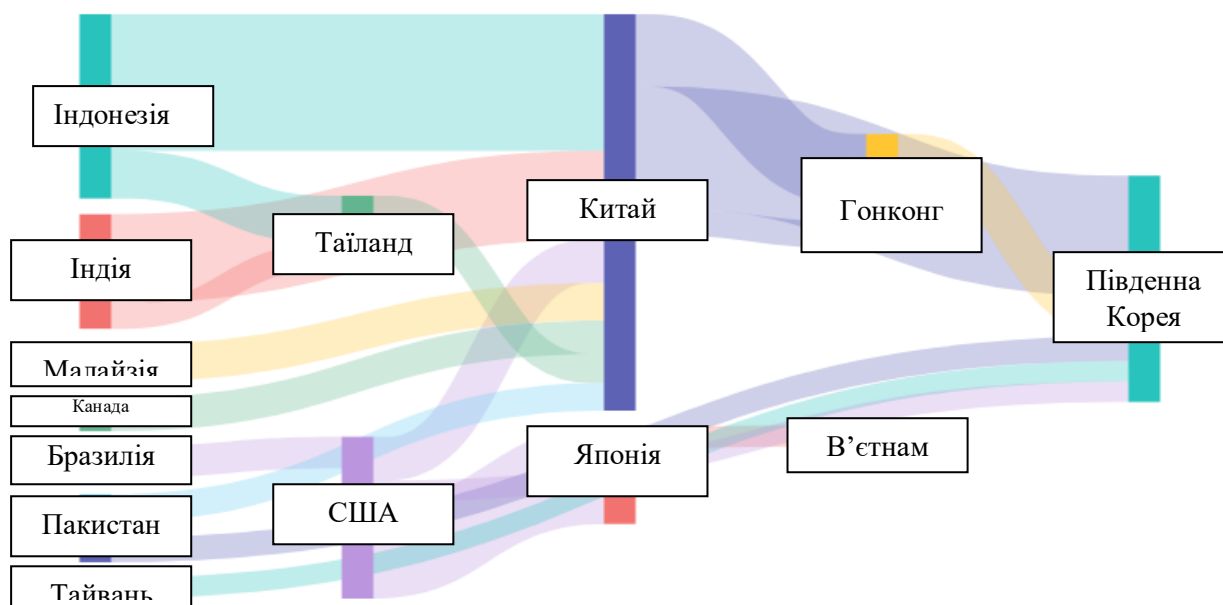 Індонезія
Індія
Малайзія
Канада
Бразилія
Пакистан
Тайвань
Таїланд
США
Китай
Японія
Гонконг
В’єтнам
Південна
Корея